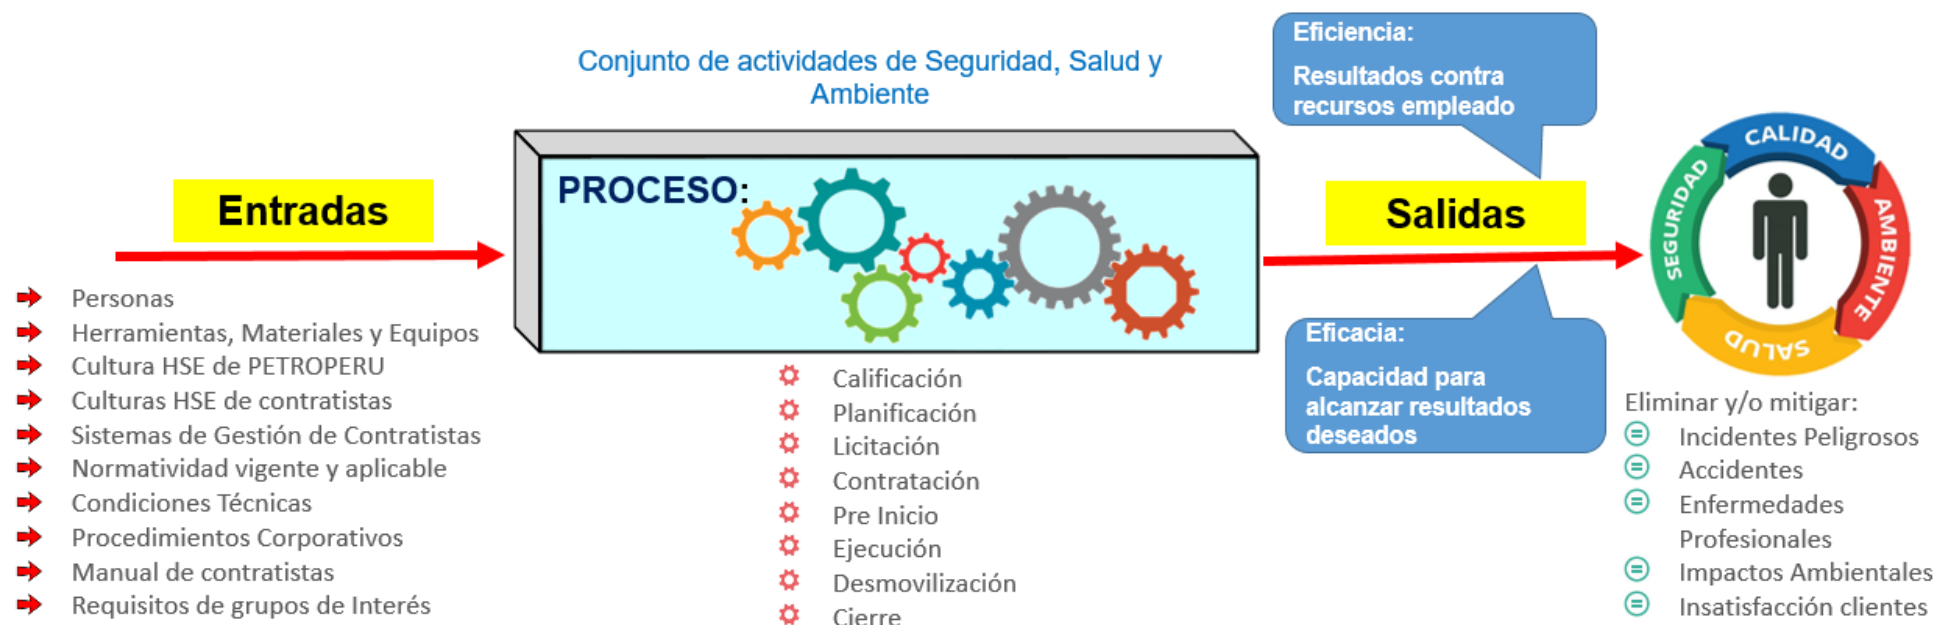 Conjunto de actividades de Seguridad, Salud y
Ambiente
Entradas
Personas
Herramientas, Materiales y Equipos
Cultura HSE de PETROPERU
Culturas HSE de contratistas
Sistemas de Gestión de Contratistas
Normatividad vigente y aplicable
Condiciones Técnicas
Procedimientos Corporativos
Manual de contratistas
Requisitos de grupos de Interés
PROCESO:
Calificación
Planificación
Licitación
Contratación
Pre Inicio
Ejecución
Desmovilización
Cierre
Eficiencia:
Resultados contra
recursos empleado
Salidas
Eficacia:
Capacidad para
alcanzar resultados
deseados
CALIDAD
AMBIENTE
SALUD
SEGURIDAD
Eliminar y/o mitigar:
Incidentes Peligrosos
Accidentes
Enfermedades
Profesionales
Impactos Ambientales
Insatisfacción clientes